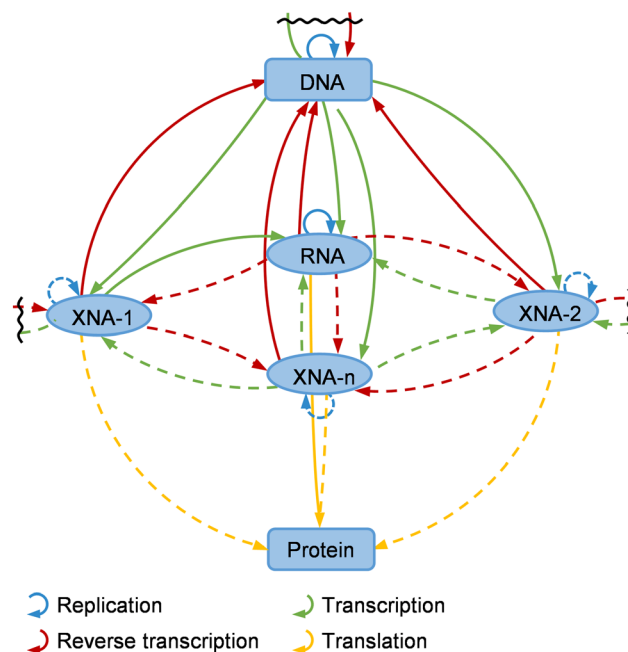 DNA
RNA
XNA-1
XNA-2
XNA-n
Protein
Replication
Transcription
Reverse transcription
Translation